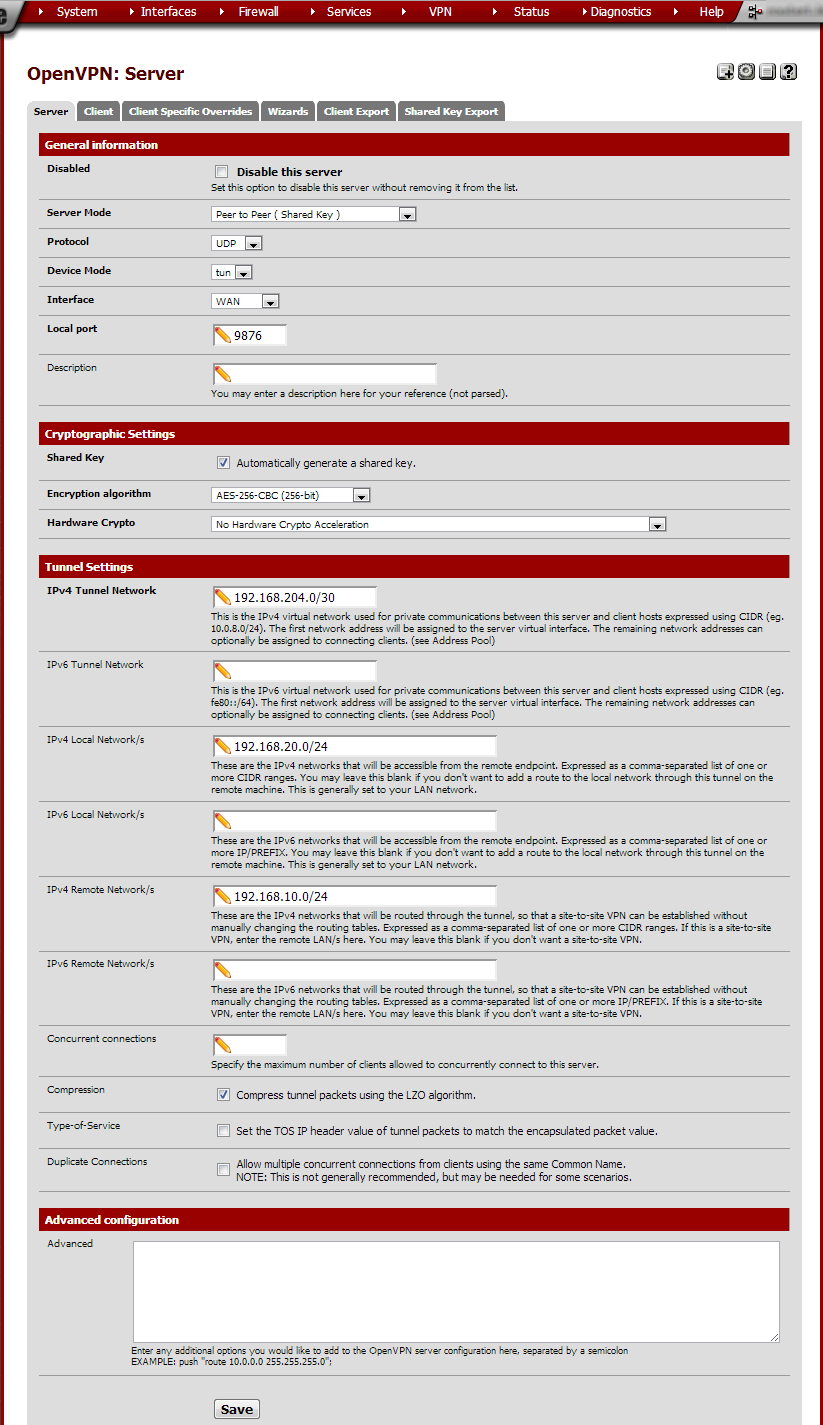 System Interfaces Firewall Services VPN Status Diagnostics Help
OpenVPN: Server
Server Client Client Specific Overrides Wizards Client Export Shared Key Export
General information
Disabled
Disable this server
Set this option to disable this server without removing it from the list.
Server Mode
Peer to Peer ( Shared Key )
Protocol
UDP
Device Mode
tun
Interface
WAN
Local port
9876
Description
You may enter a description here for your reference (not parsed).
Cryptographic Settings
Shared Key
Automatically generate a shared key.
Encryption algorithm
AES-256-CBC (256-bit)
Hardware Crypto
No Hardware Crypto Acceleration
Tunnel Settings
IPv4 Tunnel Network
192.168.204.0/30
This is the IPv4 virtual network used for private communications between this server and client hosts expressed using CIDR (eg.
10.0.8.0/24). The first network address will be assigned to the server virtual interface. The remaining network addresses can
optionally be assigned to connecting clients. (see Address Pool)
IPv6 Tunnel Network
This is the IPv6 virtual network used for private communications between this server and client hosts expressed using CIDR (eg.
fe80::/64). The first network address will be assigned to the server virtual interface. The remaining network addresses can
optionally be assigned to connecting clients. (see Address Pool)
IPv4 Local Network/s
192.168.20.0/24
These are the IPv4 networks that will be accessible from the remote endpoint. Expressed as a comma-separated list of one or
more CIDR ranges. You may leave this blank if you don't want to add a route to the local network through this tunnel on the
remote machine. This is generally set to your LAN network.
IPv6 Local Network/s
These are the IPv6 networks that will be accessible from the remote endpoint. Expressed as a comma-separated list of one or
more IP/PREFIX. You may leave this blank if you don't want to add a route to the local network through this tunnel on the
remote machine. This is generally set to your LAN network.
IPv4 Remote Network/s
192.168.10.0/24
These are the IPv4 networks that will be routed through the tunnel, so that a site-to-site VPN can be established without
manually changing the routing tables. Expressed as a comma-separated list of one or more CIDR ranges. If this is a site-to-site
VPN, enter the remote LAN/s here. You may leave this blank if you don't want a site-to-site VPN.
IPv6 Remote Network/s
These are the IPv6 networks that will be routed through the tunnel, so that a site-to-site VPN can be established without
manually changing the routing tables. Expressed as a comma-separated list of one or more IP/PREFIX. If this is a site-to-site
VPN, enter the remote LAN/s here. You may leave this blank if you don't want a site-to-site VPN.
Concurrent connections
Specify the maximum number of clients allowed to concurrently connect to this server.
Compression
Compress tunnel packets using the LZO algorithm.
Type-of-Service
Set the TOS IP header value of tunnel packets to match the encapsulated packet value.
Duplicate Connections
Allow multiple concurrent connections from clients using the same Common Name.
NOTE: This is not generally recommended, but may be needed for some scenarios.
Advanced configuration
Advanced
Enter any additional options you would like to add to the OpenVPN server configuration here, separated by a semicolon
EXAMPLE: push "route 10.0.0.0 255.255.255.0";
Save